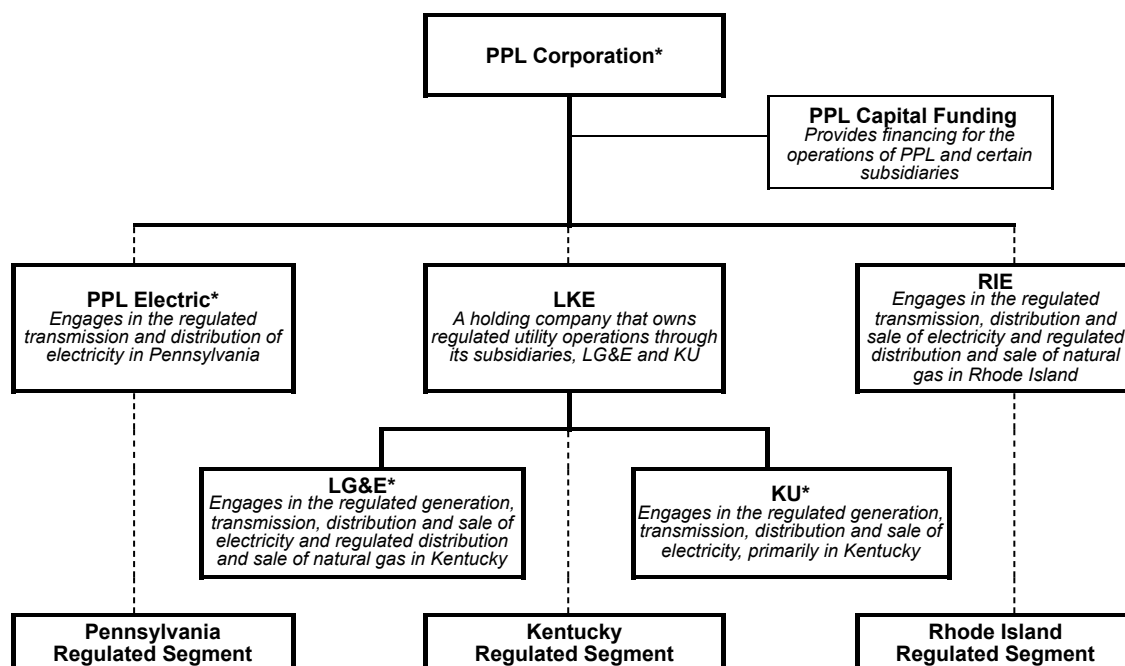 PPL Corporation*
PPL Capital Funding
Provides financing for the
operations of PPL and certain
subsidiaries
PPL Electric*
Engages in the regulated
transmission and distribution of
electricity in Pennsylvania
LKE
A holding company that owns
regulated utility operations through
its subsidiaries, LG&E and KU
RIE
Engages in the regulated
transmission, distribution and
sale of electricity and regulated
distribution and sale of natural
gas in Rhode Island
LG&E*
Engages in the regulated generation,
transmission, distribution and sale of
electricity and regulated distribution
and sale of natural gas in Kentucky
KU*
Engages in the regulated generation,
transmission, distribution and sale of
electricity, primarily in Kentucky
Pennsylvania
Regulated Segment
Kentucky
Regulated Segment
Rhode Island
Regulated Segment